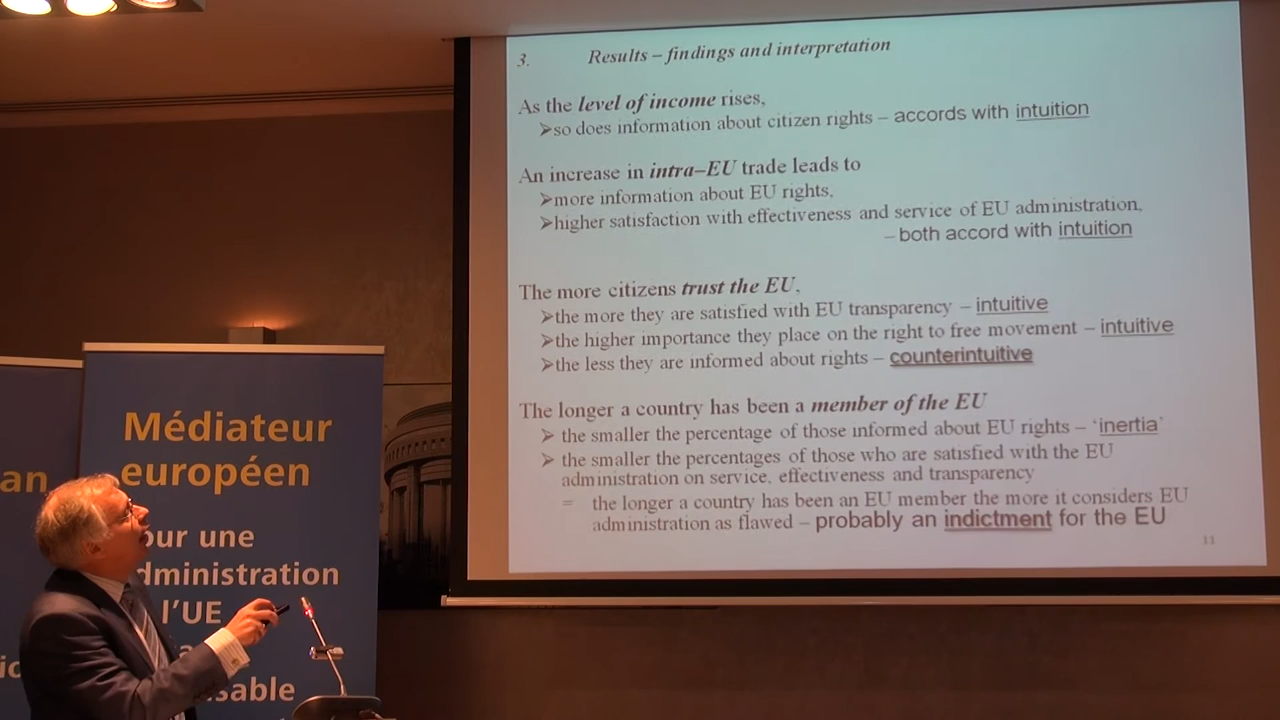 3. Results – findings and interpretation
As the level of income rises,
➢so does information about citizen rights – accords with intuition
An increase in intra–EU trade leads to
➢more information about EU rights,
➢higher satisfaction with effectiveness and service of EU administration,
– both accord with intuition
The more citizens trust the EU,
➢the more they are satisfied with EU transparency – intuitive
➢the higher importance they place on the right to free movement – intuitive
➢the less they are informed about rights – counterintuitive
The longer a country has been a member of the EU
➢ the smaller the percentage of those informed about EU rights – ‘inertia’
➢ the smaller the percentages of those who are satisfied with the EU
administration on service, effectiveness and transparency
= the longer a country has been an EU member the more it considers EU
administration as flawed – probably an indictment for the EU
11
Médiateur
européen
our une
dministration
l’UE
sable
an